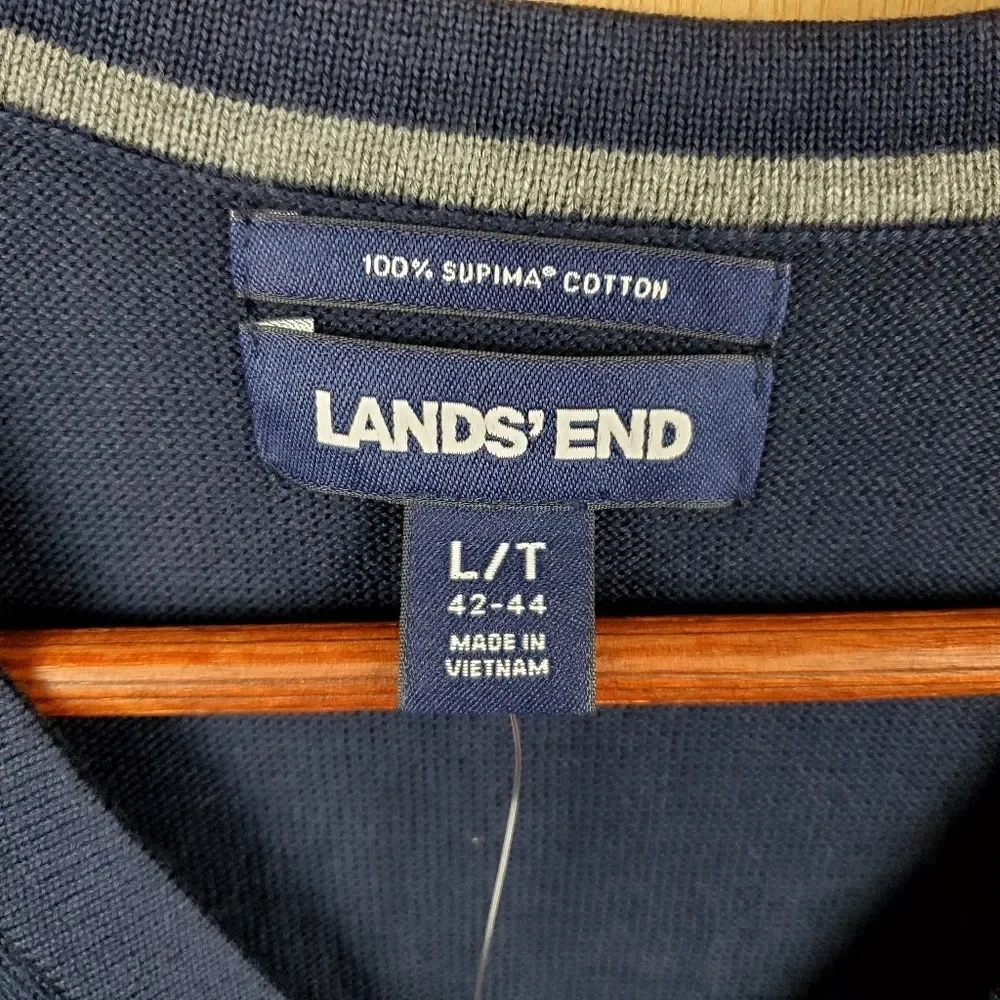 100% SUPIMA® COTTON
LANDS' END
L/T
42-44
MADE IN
VIETNAM